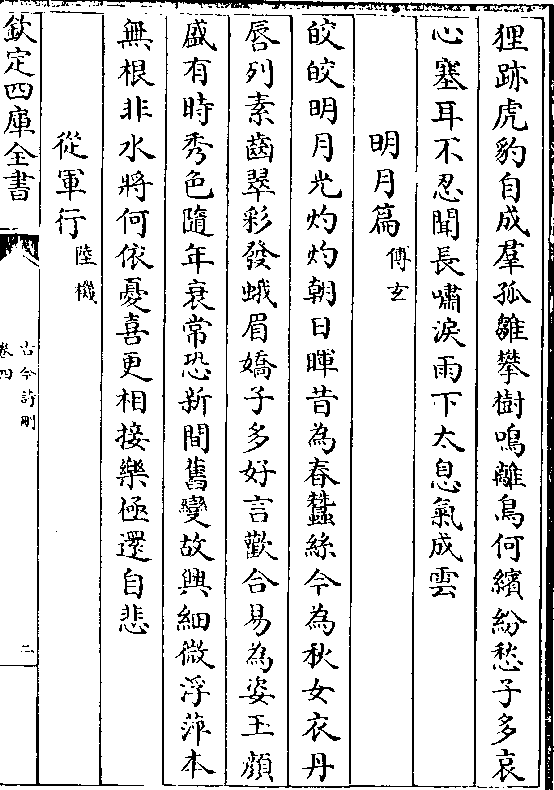 狸跡虎豹自成羣孤雛攀樹鳴離鳥何繽紛愁子多哀
心塞耳不忍聞長嘯淚雨下太息氣成雲
明月篇 傅玄
皎皎明月光灼灼朝日暉昔為春蠶絲今為秋女衣丹
唇列素齒翠彩發蛾眉嬌子多好言歡合易為姿玉顔
盛有時秀色隨年衰常恐新間舊變故興細微浮萍本
無根非水將何依憂喜更相接樂極還自悲
從軍行 陸機
欽定四庫全書
古今詩刪
卷四
二